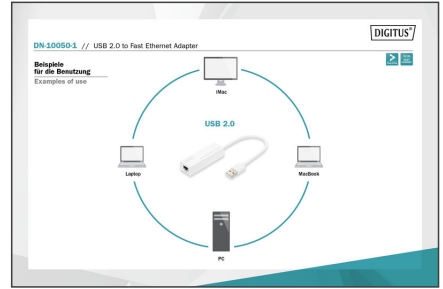 DIGITUS®
DN-10050-1 // USB 2.0 to Fast Ethernet Adapter
Beispiele
für die Benutzung
Examples of use
iMac
USB 2.0
Laptop
MacBook
PC